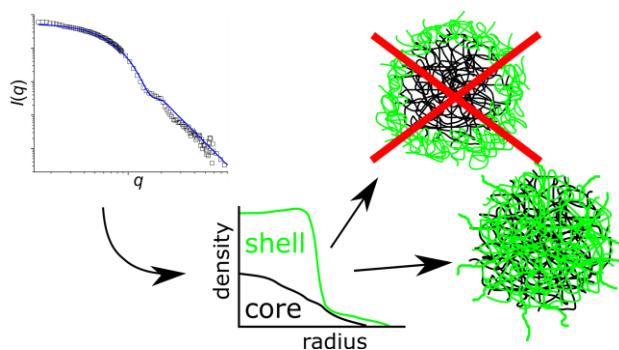 I(q)
q
shell
core
density
radius